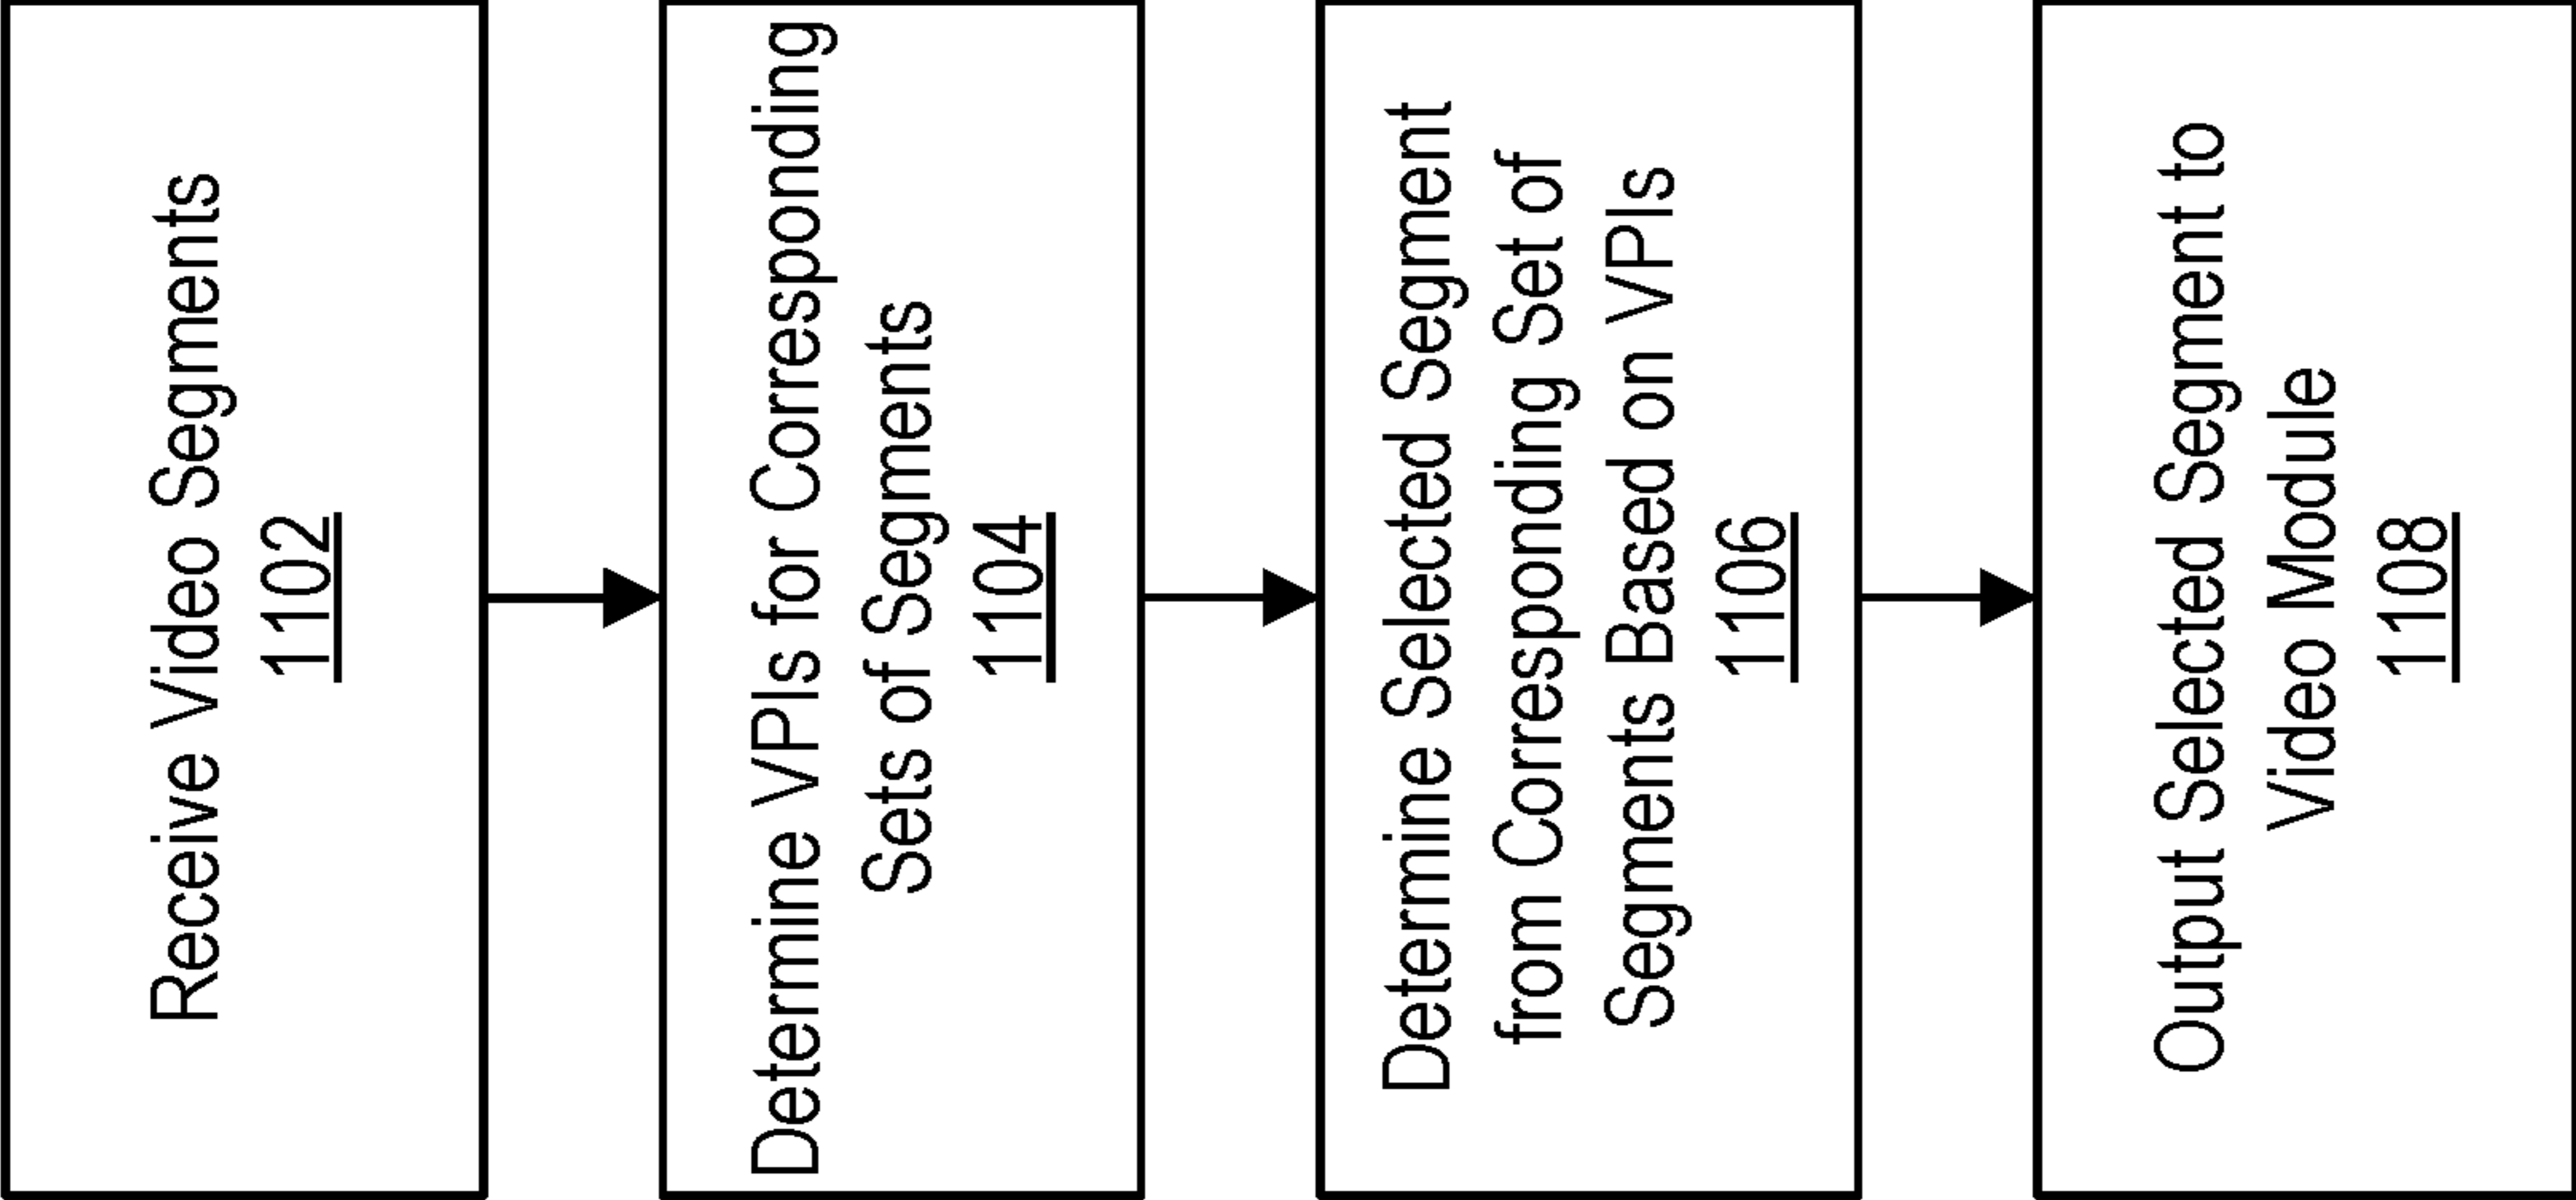 Receive Video Segments
1102
Determine VPIs for Corresponding
Sets of Segments
1104
Determine Selected Segment
from Corresponding Set of
Segments Based on VPIs
1106
Output Selected Segment to
Video Module
1108